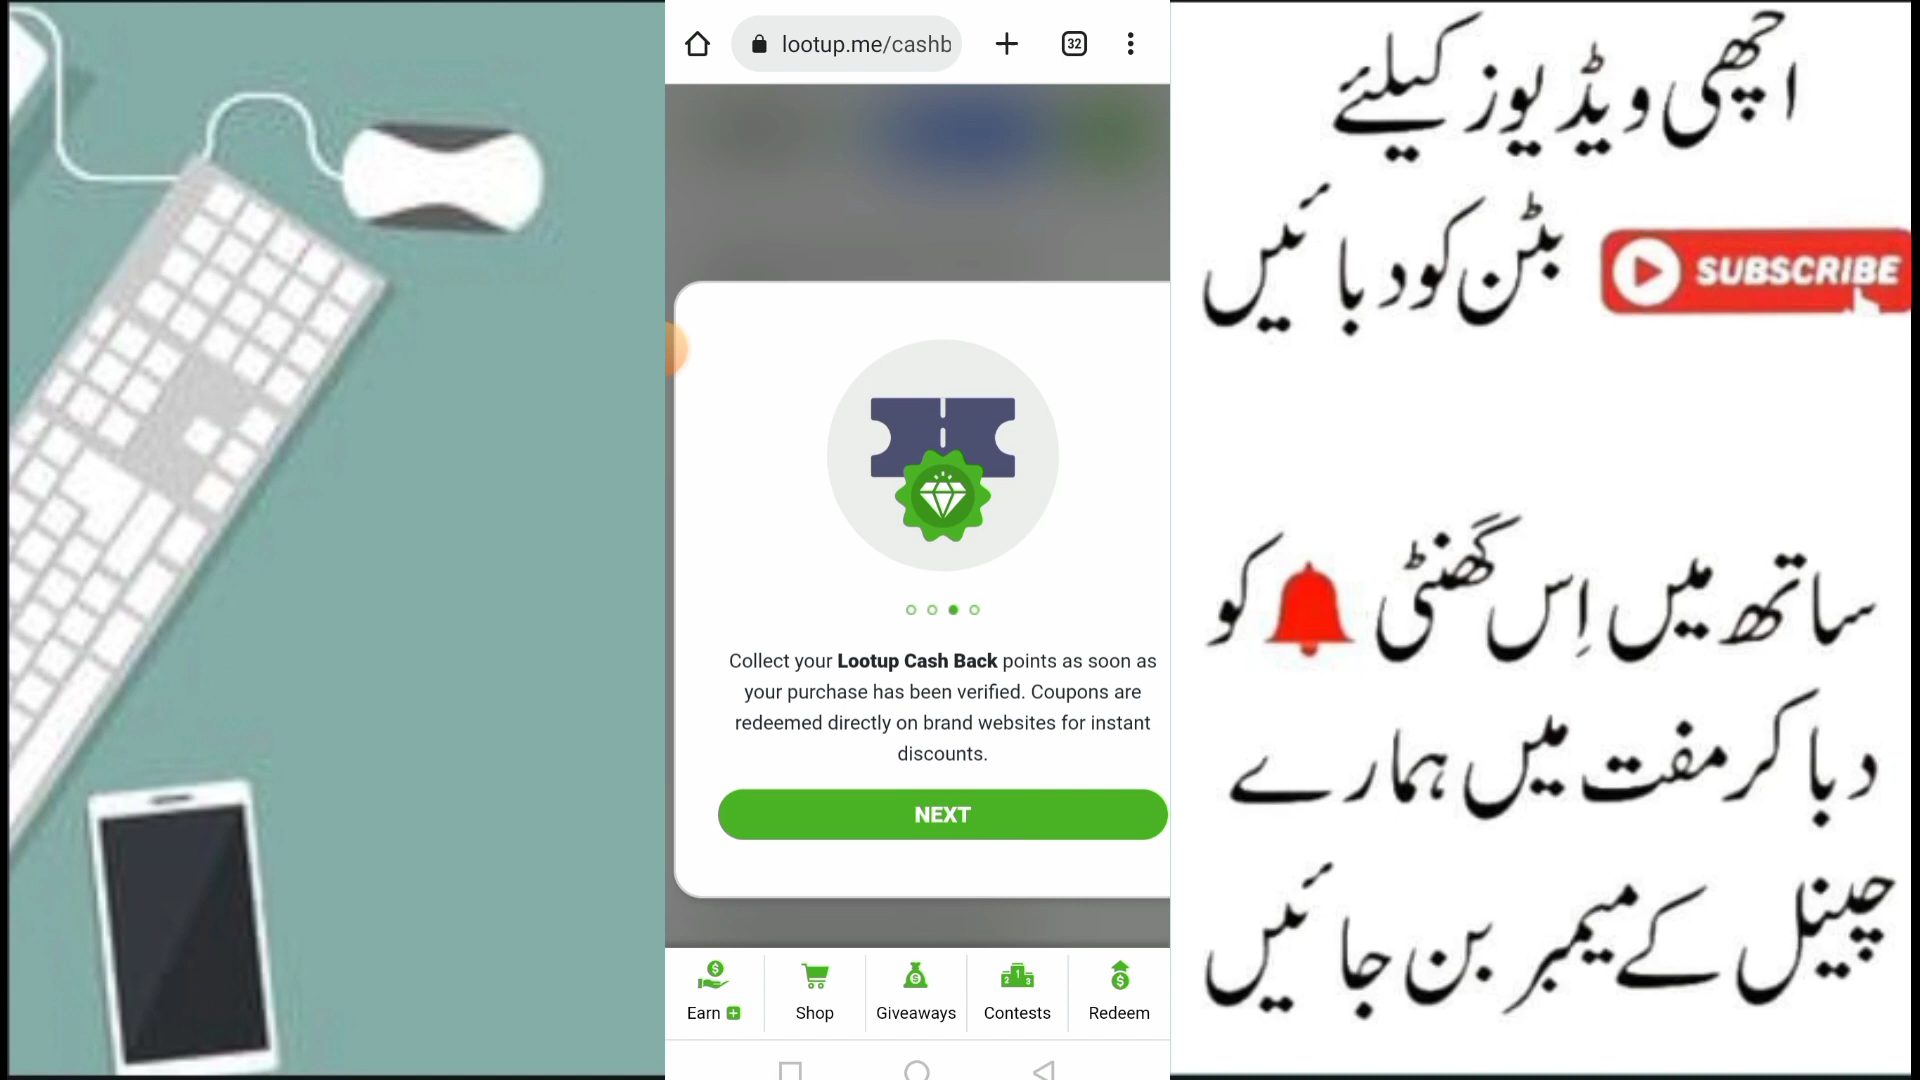 lootup.me/cashb
32
Collect your Lootup Cash Back points as soon as
your purchase has been verified. Coupons are
redeemed directly on brand websites for instant
discounts.
NEXT
Earn
Shop
Giveaways
Contests
Redeem
اچھی ویڈیوز کیلئے
SUBSCRIBE بٹن کو دبائیں
ساتھ میں اِس گھنٹی کو
دبا کر مفت میں ہمارے
چینل کے میمبر بن جائیں